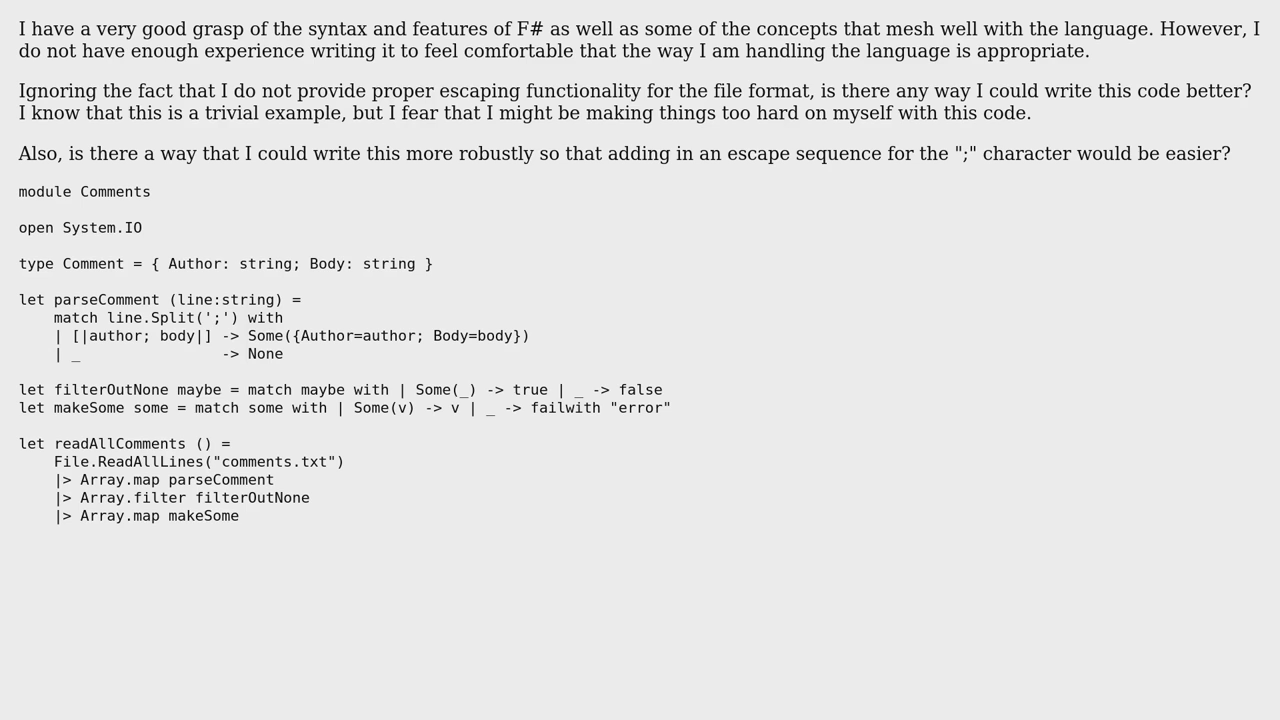 I have a very good grasp of the syntax and features of F# as well as some of the concepts that mesh well with the language. However, I
do not have enough experience writing it to feel comfortable that the way I am handling the language is appropriate.
Ignoring the fact that I do not provide proper escaping functionality for the file format, is there any way I could write this code better?
I know that this is a trivial example, but I fear that I might be making things too hard on myself with this code.
Also, is there a way that I could write this more robustly so that adding in an escape sequence for the ";" character would be easier?
module Comments
open System.IO
type Comment = { Author: string; Body: string }
let parseComment (line:string) =
    match line.Split(';') with
    | [|author; body|] -> Some({Author=author; Body=body})
    | _                -> None
let filterOutNone maybe = match maybe with | Some(_) -> true | _ -> false
let makeSome some = match some with | Some(v) -> v | _ -> failwith "error"
let readAllComments () =
    File.ReadAllLines("comments.txt")
    |> Array.map parseComment
    |> Array.filter filterOutNone
    |> Array.map makeSome